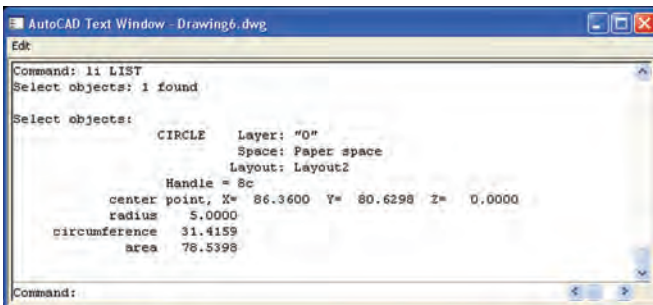 AutoCAD Text Window - Drawing6.dwg
Edit
Command: li LIST
Select objects: 1 found
Select objects:
CIRCLE Layer: "0"
Space: Paper space
Layout: Layout2
Handle = 8c
center point, X= 86.3600 Y= 80.6298 Z= 0.0000
radius 5.0000
circumference 31.4159
area 78.5398
Command: